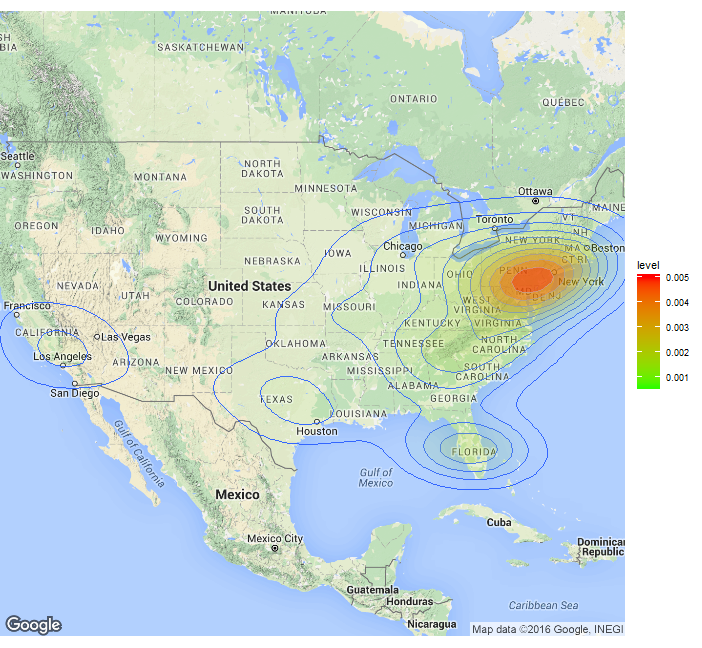 MANITOBA
SH
BIA
SASKATCHEWAN
ONTARIO
QUÉBEC
Seattle
WASHINGTON
MONTANA
NORTH
DAKOTA
MINNESOTA
Ottawa
MAINE
VT
NH
OREGON
IDAHO
WYOMING
SOUTH
DAKOTA
WISCONSIN
MICHIGAN
Toronto
NEW YORK
MA
Boston
CT RI
Chicago
IOWA
NEBRASKA
ILLINOIS
INDIANA
OHIO
PENN
New York
MD
DE NJ
United States
NEVADA
UTAH
COLORADO
KANSAS
MISSOURI
WEST
VIRGINIA
KENTUCKY
VIRGINIA
Francisco
CALIFORNIA
Las Vegas
Los Angeles
ARIZONA
NEW MEXICO
OKLAHOMA
ARKANSAS
TENNESSEE
NORTH
CAROLINA
MISSISSIPPI
SOUTH
CAROLINA
ALABAMA
GEORGIA
San Diego
TEXAS
LOUISIANA
Houston
Gulf of
California
FLORIDA
Gulf of
Mexico
Mexico
Cuba
Mexico City
Dominican
Republic
Guatemala
Honduras
Caribbean Sea
Nicaragua
Google
Map data ©2016 Google, INEGI
level
0.005
0.004
0.003
0.002
0.001